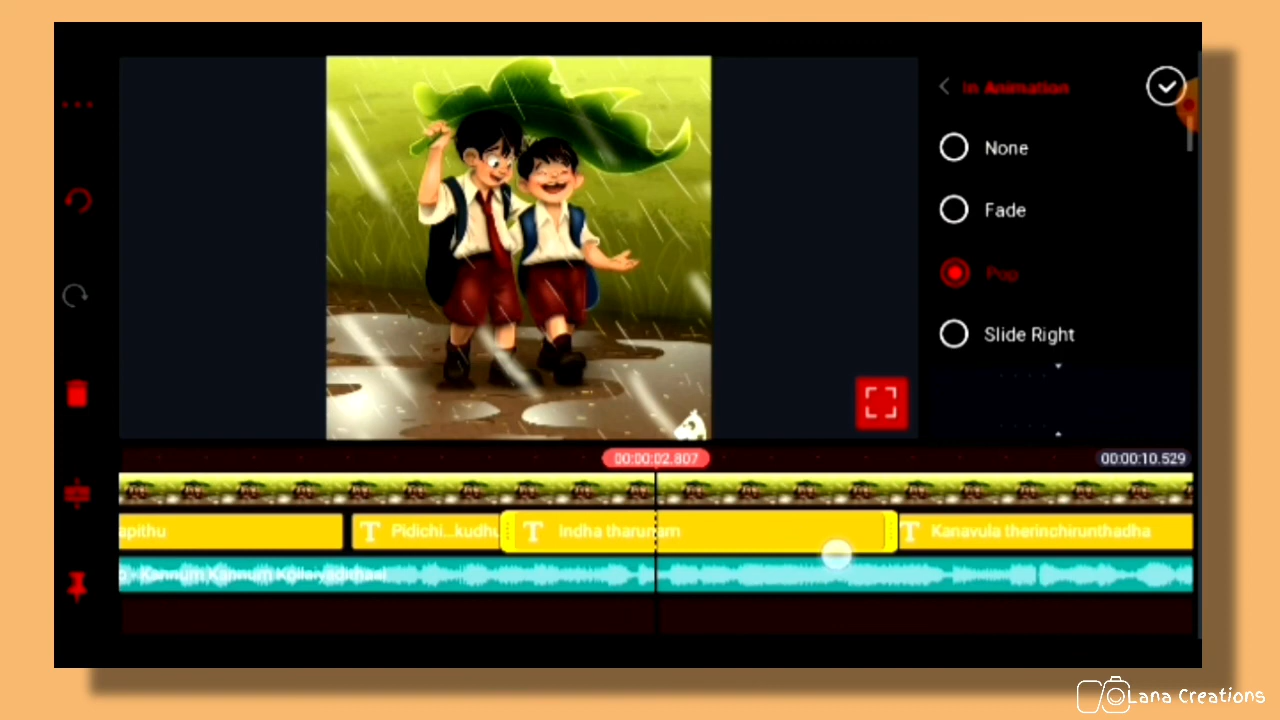 In Animation
None
Fade
Pop
Slide Right
00:00:02.807
00:00:10.529
apithu
T Pidichi...kudhu
T Indha tharunam
T Kanavula therinchirunthadha
Kannum Kannum Kollaiyadithaal
Lana Creations